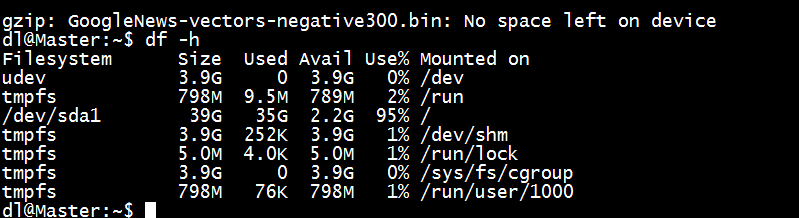 gzip: GoogleNews-vectors-negative300.bin: No space left on device
dl@Master:~$ df -h
Filesystem      Size  Used Avail Use% Mounted on
udev            3.9G     0  3.9G   0% /dev
tmpfs           798M  9.5M  789M   2% /run
/dev/sda1        39G   35G  2.2G  95% /
tmpfs           3.9G  252K  3.9G   1% /dev/shm
tmpfs           5.0M  4.0K  5.0M   1% /run/lock
tmpfs           3.9G     0  3.9G   0% /sys/fs/cgroup
tmpfs           798M   76K  798M   1% /run/user/1000
dl@Master:~$